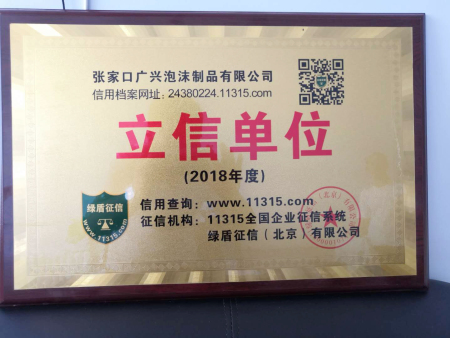 张家口广兴泡沫制品有限公司
信用档案网址:24380224.11315.com
立信单位
(2018年度)
绿盾征信
www.11315.com
信用查询:www.11315.com
征信机构:11315全国企业征信系统
绿盾征信(北京)有限公司